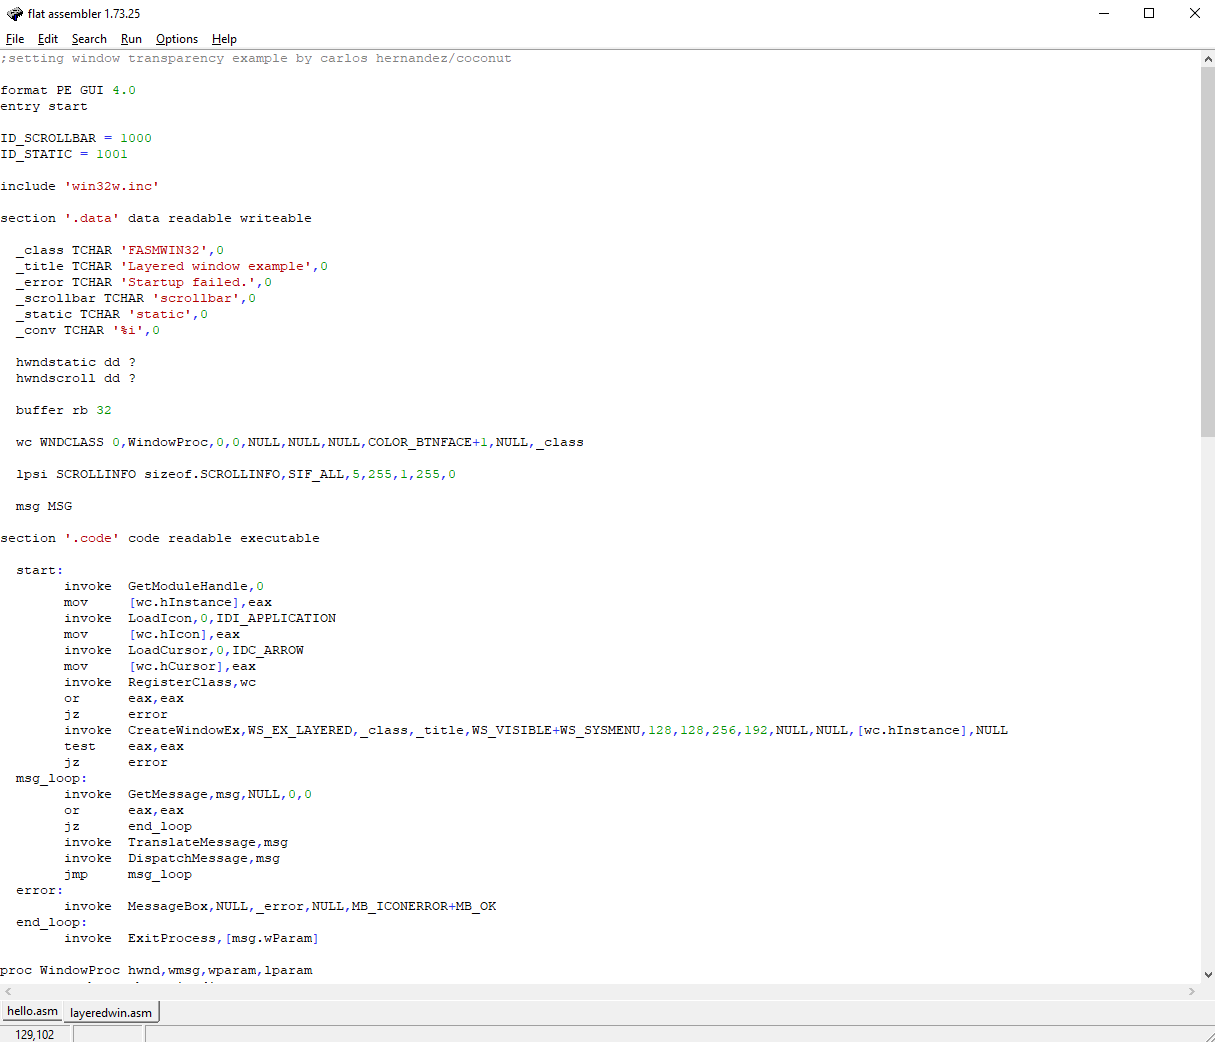 flat assembler 1.73.25
File Edit Search Run Options Help
;setting window transparency example by carlos hernandez/coconut
format PE GUI 4.0
entry start
ID_SCROLLBAR = 1000
ID_STATIC = 1001
include 'win32w.inc'
section '.data' data readable writeable
_class TCHAR 'FASMWIN32',0
_title TCHAR 'Layered window example',0
_error TCHAR 'Startup failed.',0
_scrollbar TCHAR 'scrollbar',0
_static TCHAR 'static',0
_conv TCHAR '%i',0
hwndstatic dd ?
hwndscroll dd ?
buffer rb 32
wc WNDCLASS 0,WindowProc,0,0,NULL,NULL,NULL,COLOR_BTNFACE+1,NULL,_class
lpsi SCROLLINFO sizeof.SCROLLINFO,SIF_ALL,5,255,1,255,0
msg MSG
section '.code' code readable executable
start:
invoke GetModuleHandle,0
mov [wc.hInstance],eax
invoke LoadIcon,0,IDI_APPLICATION
mov [wc.hIcon],eax
invoke LoadCursor,0,IDC_ARROW
mov [wc.hCursor],eax
invoke RegisterClass,wc
or eax,eax
jz error
invoke CreateWindowEx,WS_EX_LAYERED,_class,_title,WS_VISIBLE+WS_SYSMENU,128,128,256,192,NULL,NULL,[wc.hInstance],NULL
test eax,eax
jz error
msg_loop:
invoke GetMessage,msg,NULL,0,0
or eax,eax
jz end_loop
invoke TranslateMessage,msg
invoke DispatchMessage,msg
jmp msg_loop
error:
invoke MessageBox,NULL,_error,NULL,MB_ICONERROR+MB_OK
end_loop:
invoke ExitProcess,[msg.wParam]
proc WindowProc hwnd,wmsg,wparam,lparam
hello.asm layeredwin.asm
129,102